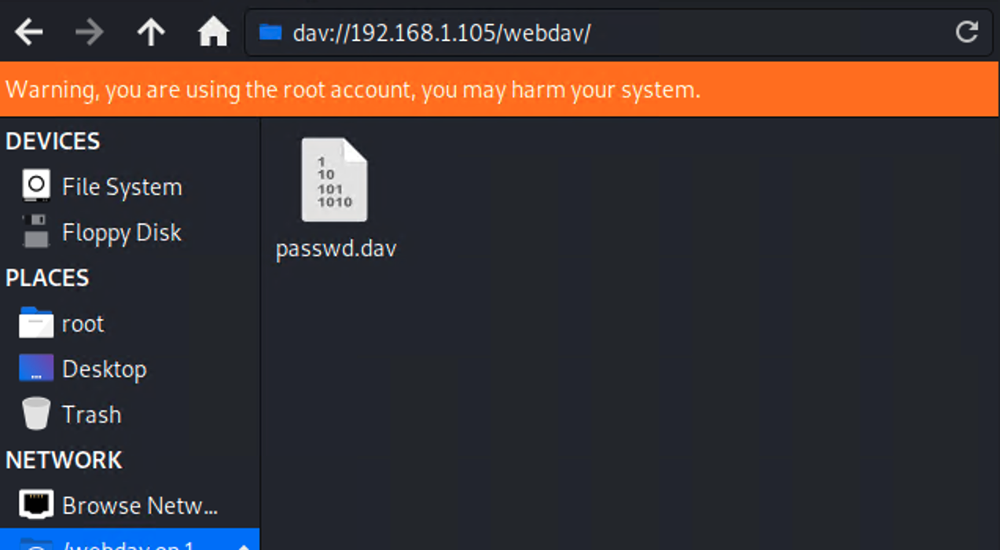 dav://192.168.1.105/webdav/
Warning, you are using the root account, you may harm your system.
DEVICES
File System
Floppy Disk
PLACES
root
Desktop
Trash
NETWORK
Browse Netw...
/webdav on 1
1
10
101
1010
passwd.dav